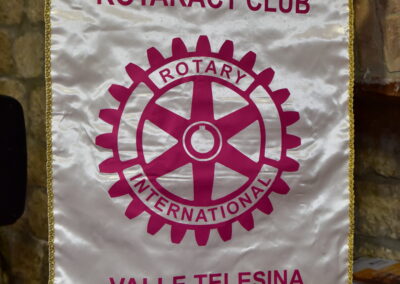 ROTARACT CLUB
ROTARY
INTERNATIONAL
VALLE TELESINA